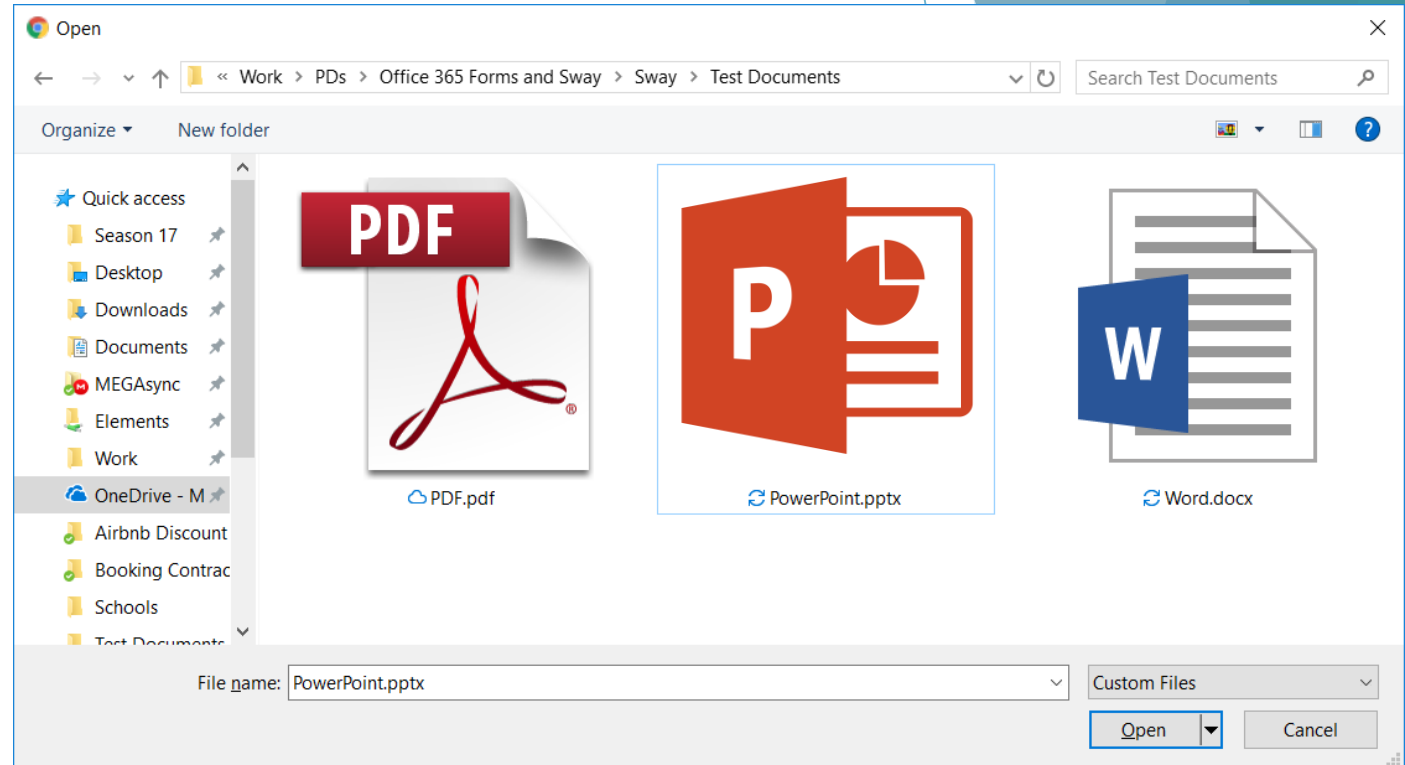 Open
« Work > PDs > Office 365 Forms and Sway > Sway > Test Documents
Search Test Documents
Organize
New folder
?
Quick access
Season 17
Desktop
Downloads
Documents
MEGAsync
Elements
Work
OneDrive - M
Airbnb Discount
Booking Contrac
Schools
Test Documents
PDF
®
PDF.pdf
P
PowerPoint.pptx
W
Word.docx
File name: PowerPoint.pptx
Custom Files
Open
Cancel